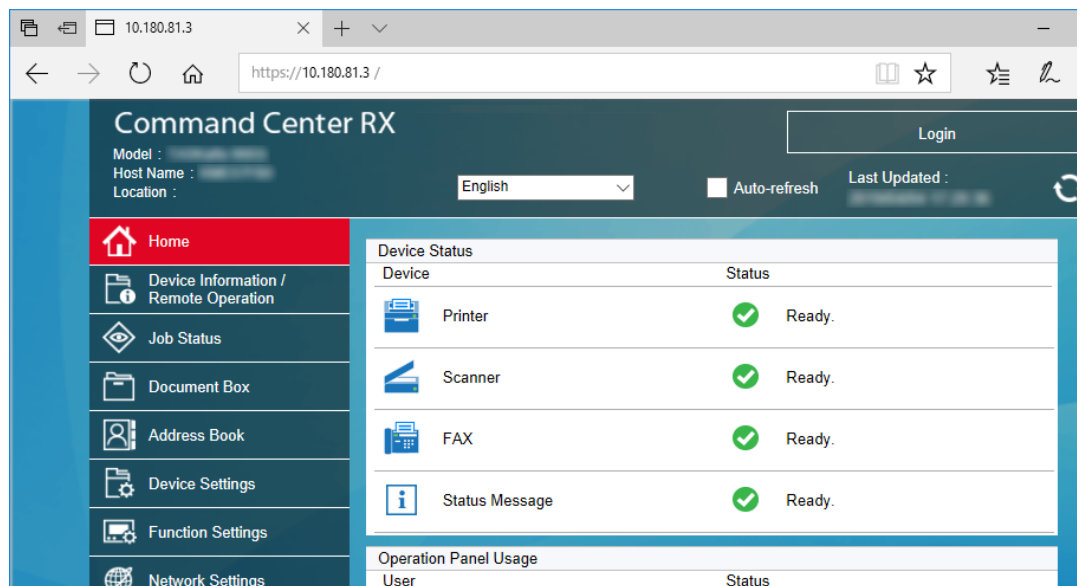 10.180.81.3
https://10.180.81.3 /
Command Center RX
Login
Model :
Host Name :
Location :
English
Auto-refresh
Last Updated :
Home
Device Information /
Remote Operation
Job Status
Document Box
Address Book
Device Settings
Function Settings
Network Settings
Device Status
Device Status
Printer Ready.
Scanner Ready.
FAX Ready.
Status Message Ready.
Operation Panel Usage
User Status